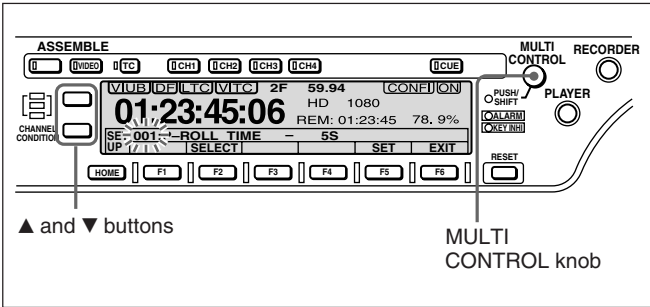 ASSEMBLE
VIDEO TC CH1 CH2 CH3 CH4 CUE
MULTI CONTROL
RECORDER
VIUB DF LTC VITC 2F 59.94 CONFI ON
PUSH/SHIFT
PLAYER
01:23:45:06
HD 1080
REM: 01:23:45 78. 9%
ALARM
KEY INHI
CHANNEL CONDITION
SE 001 -ROLL TIME – 5S
UP SELECT SET EXIT
RESET
HOME F1 F2 F3 F4 F5 F6
▲ and ▼ buttons
MULTI
CONTROL knob